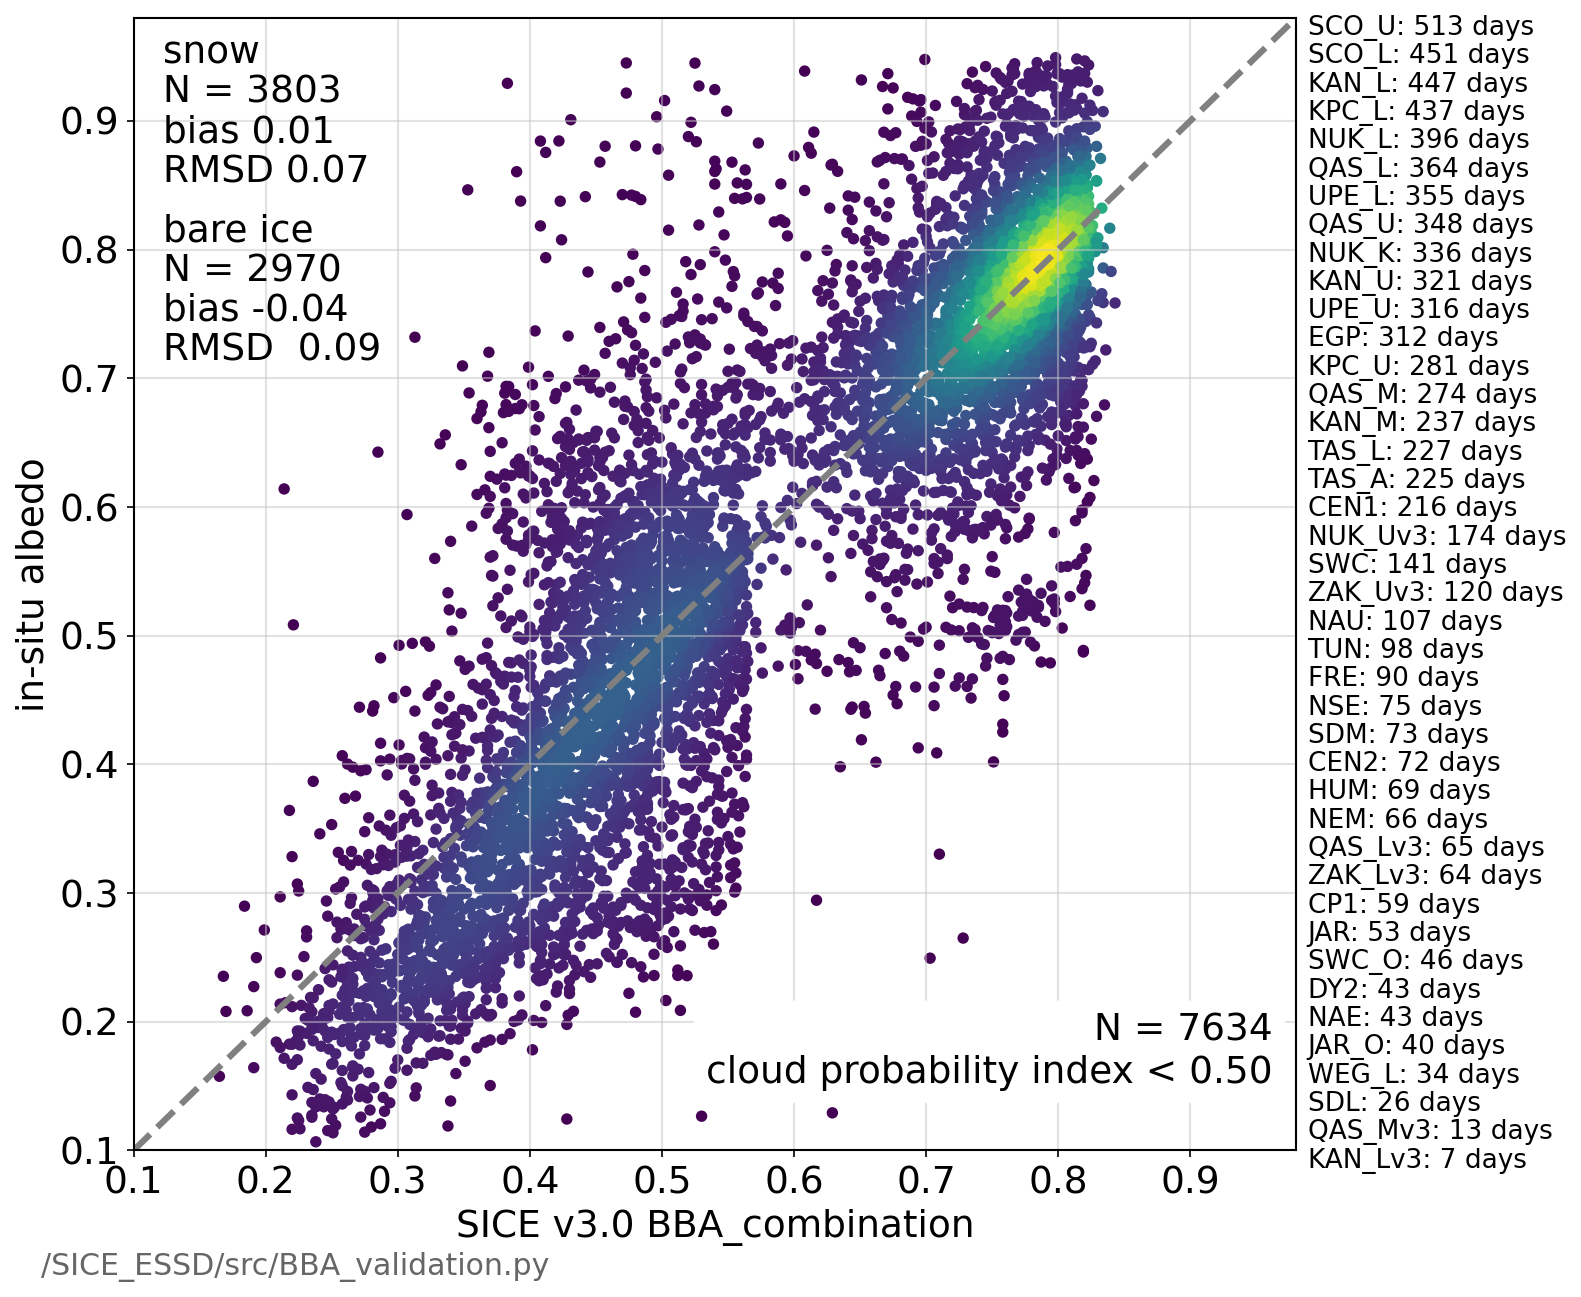 snow
N = 3803
bias 0.01
RMSD 0.07
bare ice
N = 2970
bias -0.04
RMSD  0.09
in-situ albedo
0.9
0.8
0.7
0.6
0.5
0.4
0.3
0.2
0.1
N = 7634
cloud probability index < 0.50
0.1 0.2 0.3 0.4 0.5 0.6 0.7 0.8 0.9
SICE v3.0 BBA_combination
/SICE_ESSD/src/BBA_validation.py
SCO_U: 513 days
SCO_L: 451 days
KAN_L: 447 days
KPC_L: 437 days
NUK_L: 396 days
QAS_L: 364 days
UPE_L: 355 days
QAS_U: 348 days
NUK_K: 336 days
KAN_U: 321 days
UPE_U: 316 days
EGP: 312 days
KPC_U: 281 days
QAS_M: 274 days
KAN_M: 237 days
TAS_L: 227 days
TAS_A: 225 days
CEN1: 216 days
NUK_Uv3: 174 days
SWC: 141 days
ZAK_Uv3: 120 days
NAU: 107 days
TUN: 98 days
FRE: 90 days
NSE: 75 days
SDM: 73 days
CEN2: 72 days
HUM: 69 days
NEM: 66 days
QAS_Lv3: 65 days
ZAK_Lv3: 64 days
CP1: 59 days
JAR: 53 days
SWC_O: 46 days
DY2: 43 days
NAE: 43 days
JAR_O: 40 days
WEG_L: 34 days
SDL: 26 days
QAS_Mv3: 13 days
KAN_Lv3: 7 days